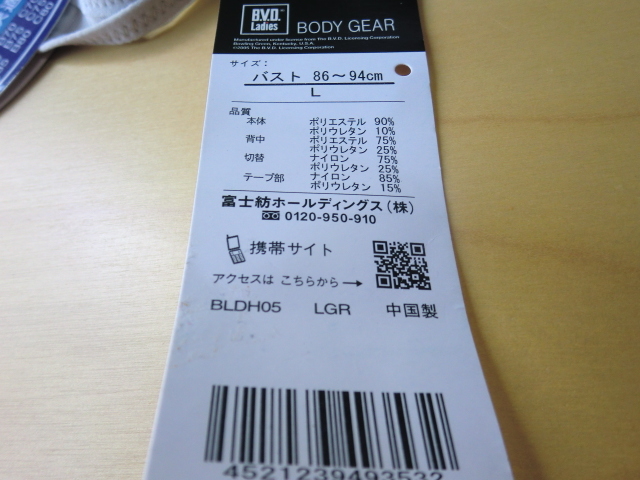 B.V.D.
Ladies
BODY GEAR
Manufactured under license from The B.V.D. Licensing Corporation
Bowling Green, Kentucky, U.S.A.
©2005 The B.V.D. Licensing Corporation
サイズ：
バスト 86～94cm
L
品質
本体 ポリエステル 90%
ポリウレタン 10%
背中 ポリエステル 75%
ポリウレタン 25%
切替 ナイロン 75%
ポリウレタン 25%
テープ部 ナイロン 85%
ポリウレタン 15%
富士紡ホールディングス(株)
0120-950-910
携帯サイト
アクセスは こちらから→
BLDH05 LGR 中国製
4521239493532